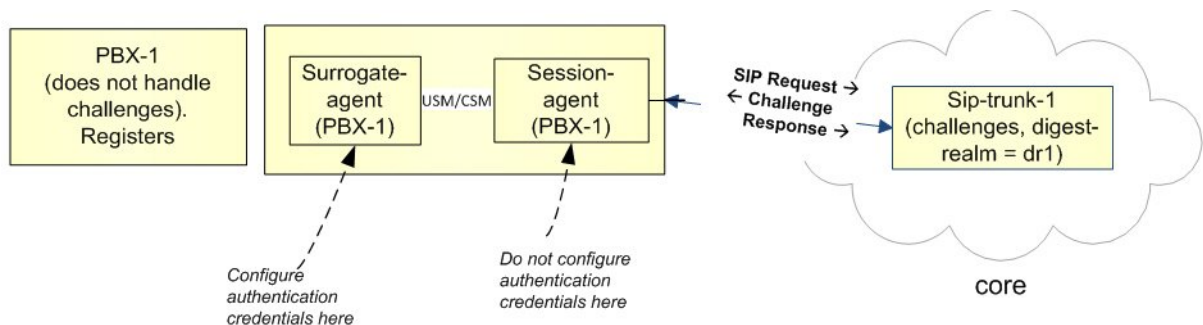 PBX-1
(does not handle
challenges).
Registers
Surrogate-
agent
(PBX-1)
USM/CSM
Session-
agent
(PBX-1)
SIP Request →
← Challenge
Response →
Sip-trunk-1
(challenges, digest-
realm = dr1)
Configure
authentication
credentials here
Do not configure
authentication
credentials here
core